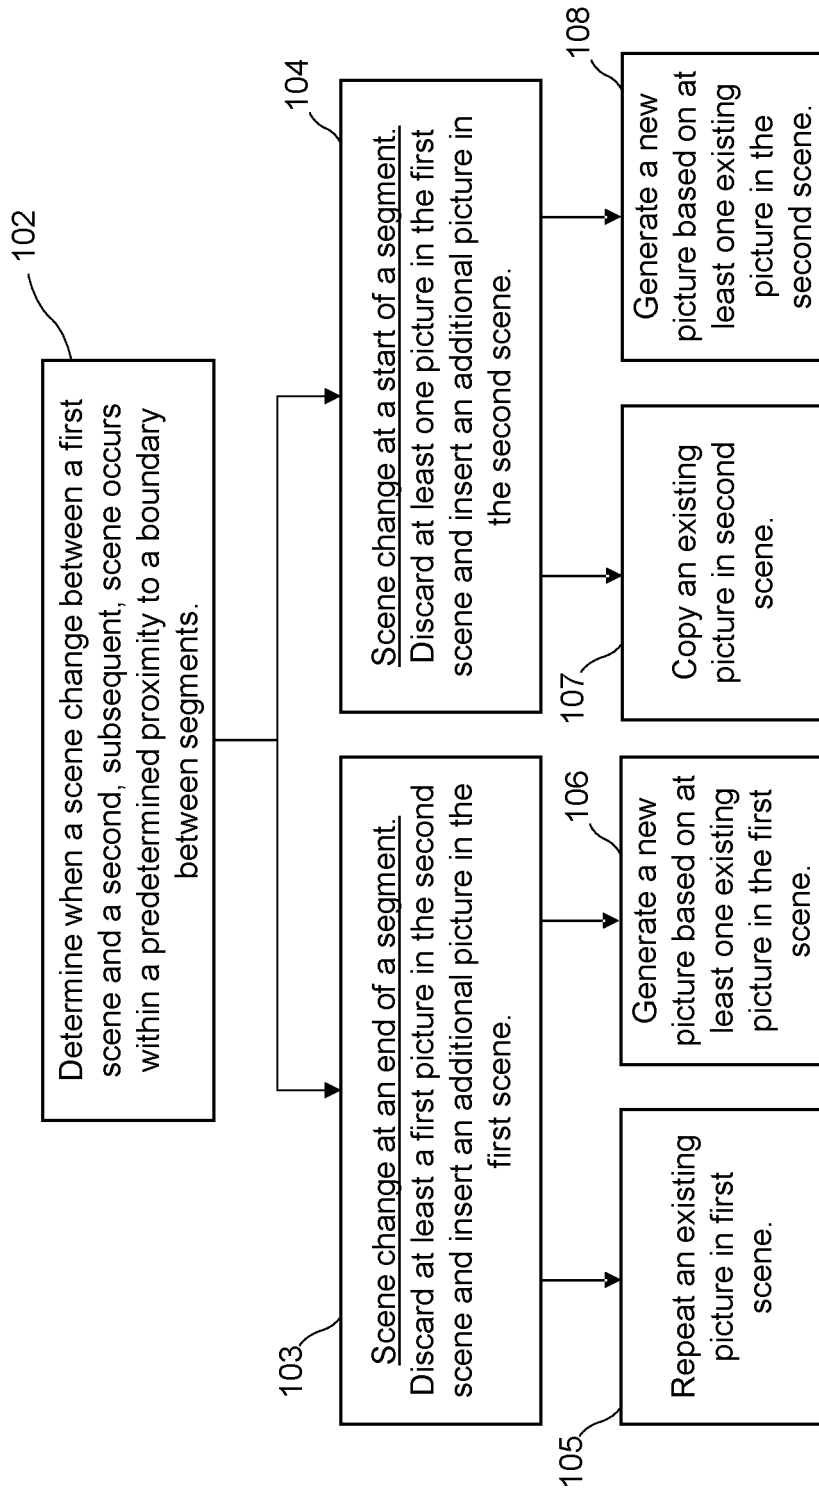 102
Determine when a scene change between a first
scene and a second, subsequent, scene occurs
within a predetermined proximity to a boundary
between segments.
103
Scene change at an end of a segment.
Discard at least a first picture in the second
scene and insert an additional picture in the
first scene.
104
Scene change at a start of a segment.
Discard at least one picture in the first
scene and insert an additional picture in
the second scene.
105
Repeat an existing
picture in first
scene.
106
Generate a new
picture based on at
least one existing
picture in the first
scene.
107
Copy an existing
picture in second
scene.
108
Generate a new
picture based on at
least one existing
picture in the
second scene.